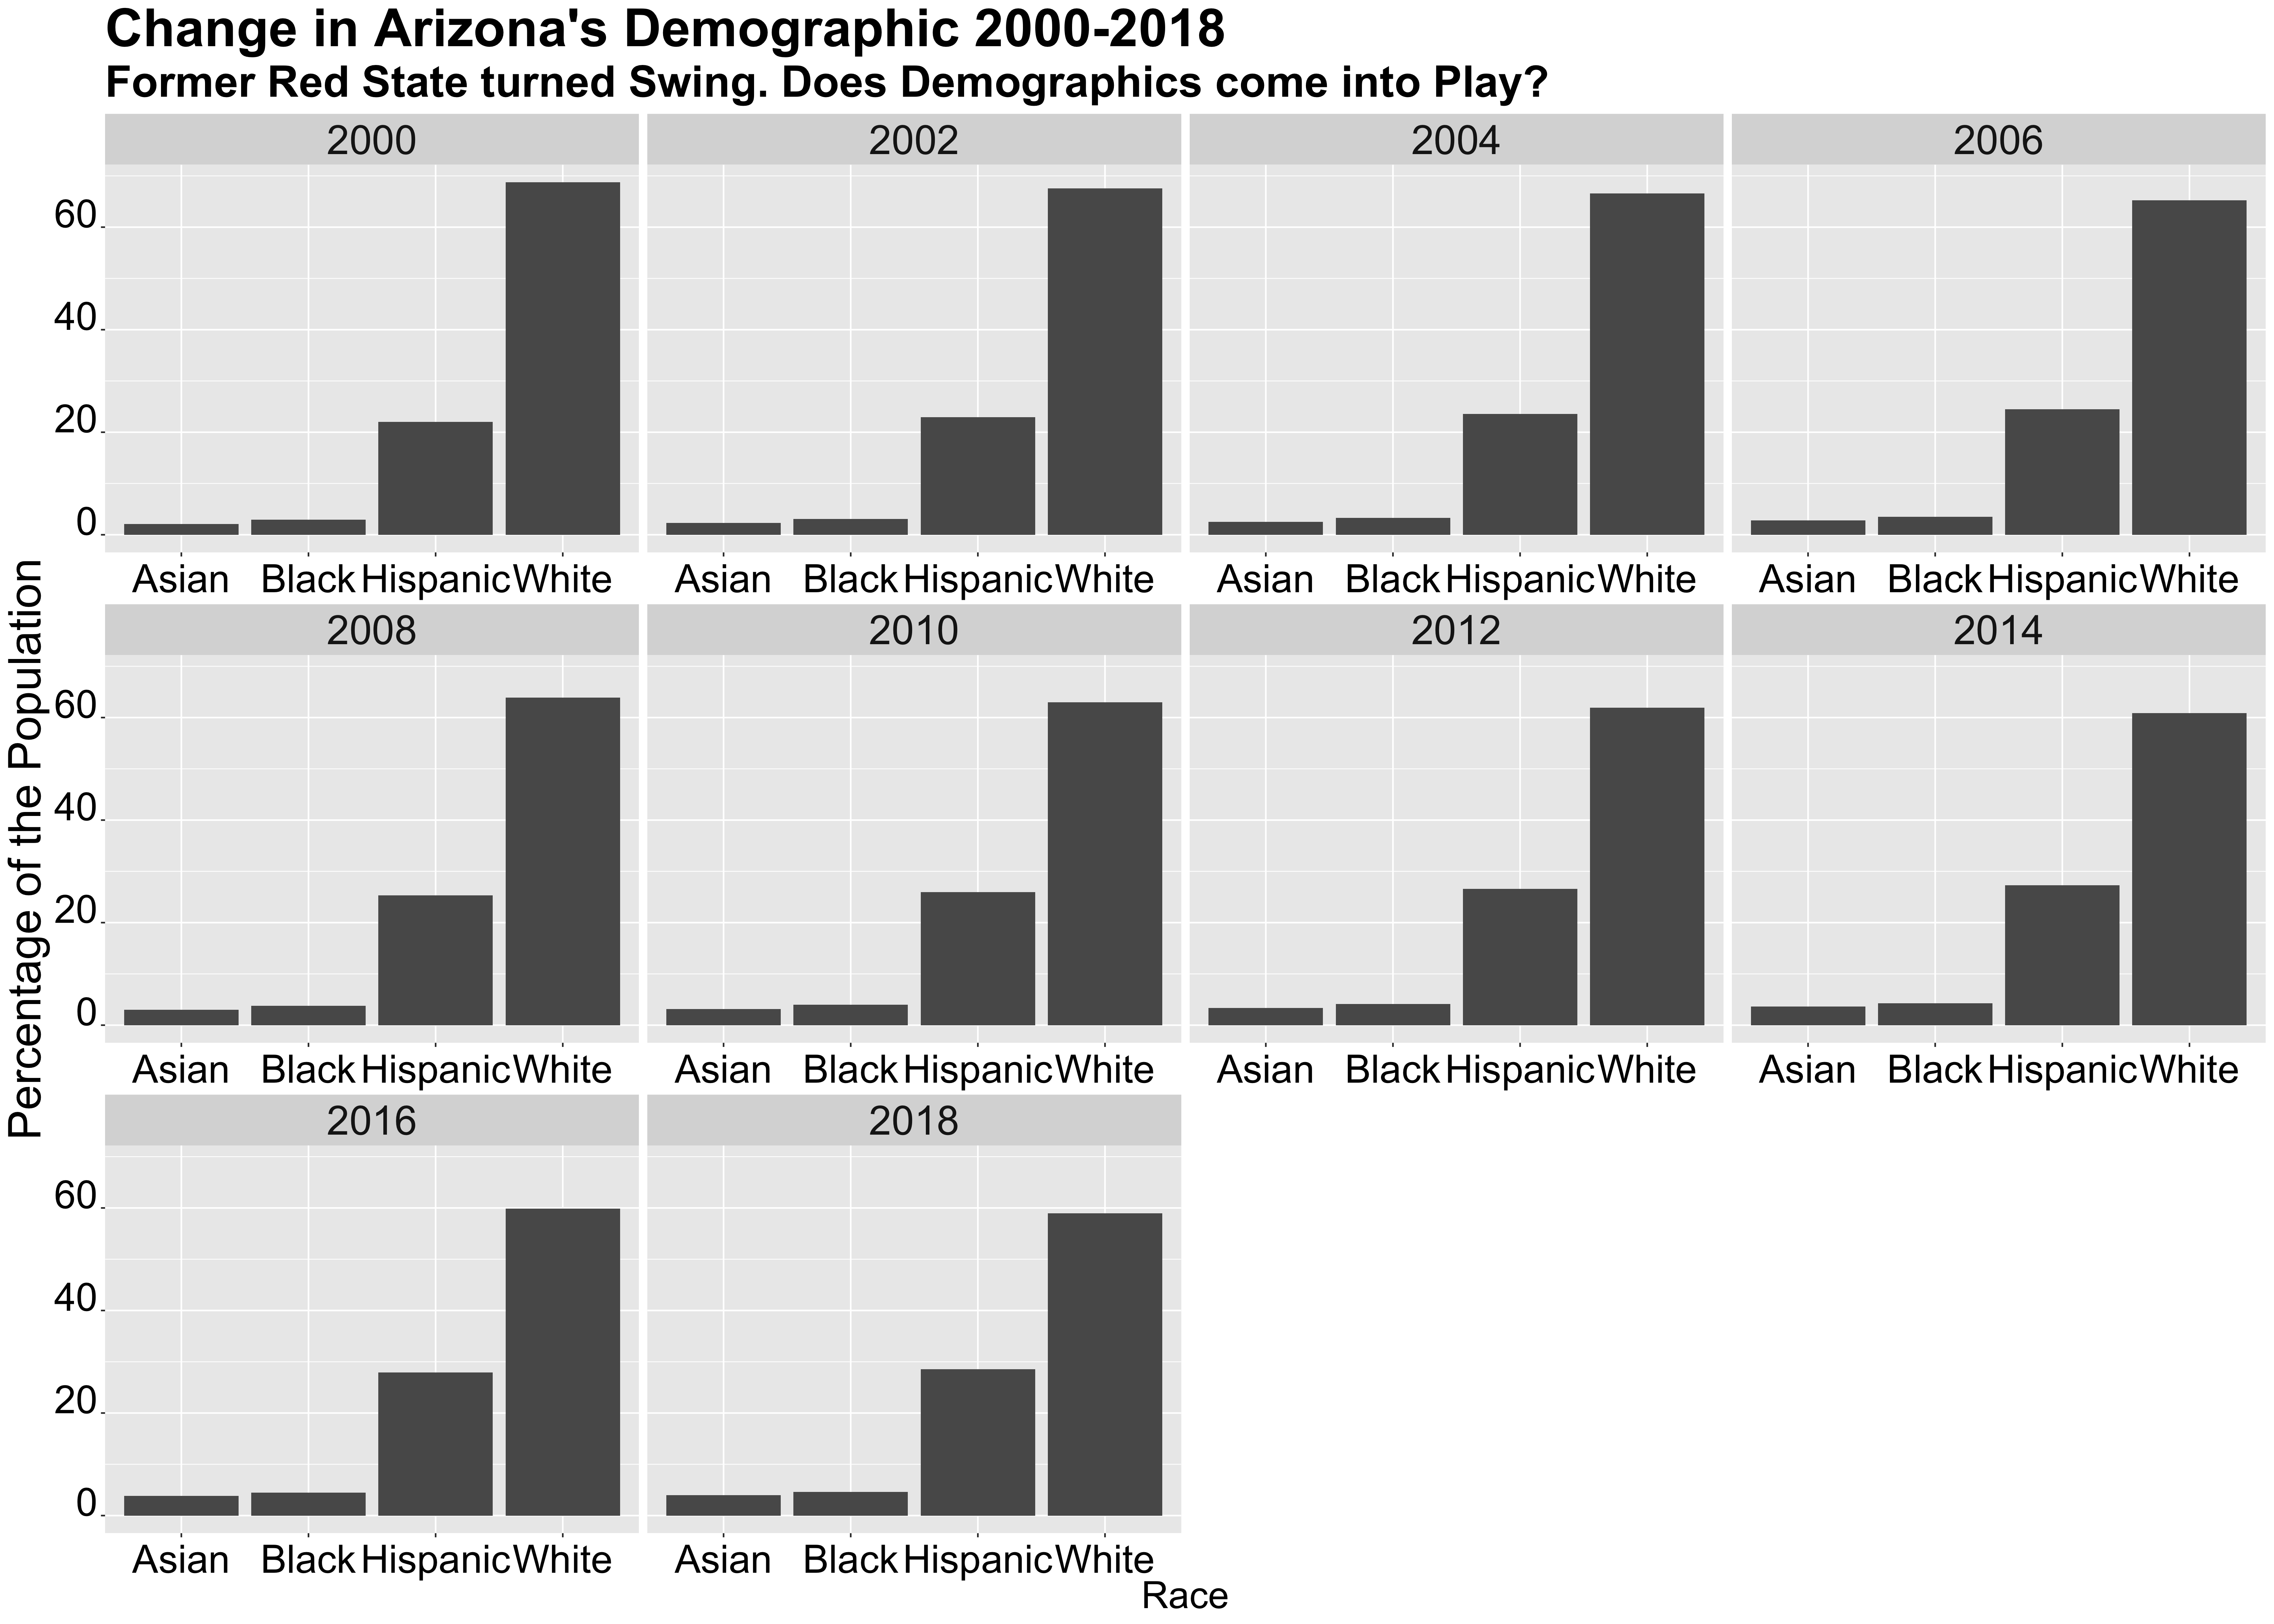 Change in Arizona's Demographic 2000-2018
Former Red State turned Swing. Does Demographics come into Play?
2000 2002 2004 2006
60
40
20
0
Asian Black Hispanic White Asian Black Hispanic White Asian Black Hispanic White Asian Black Hispanic White
2008 2010 2012 2014
60
40
20
0
Asian Black Hispanic White Asian Black Hispanic White Asian Black Hispanic White Asian Black Hispanic White
2016 2018
60
40
20
0
Asian Black Hispanic White Asian Black Hispanic White
Race
Percentage of the Population